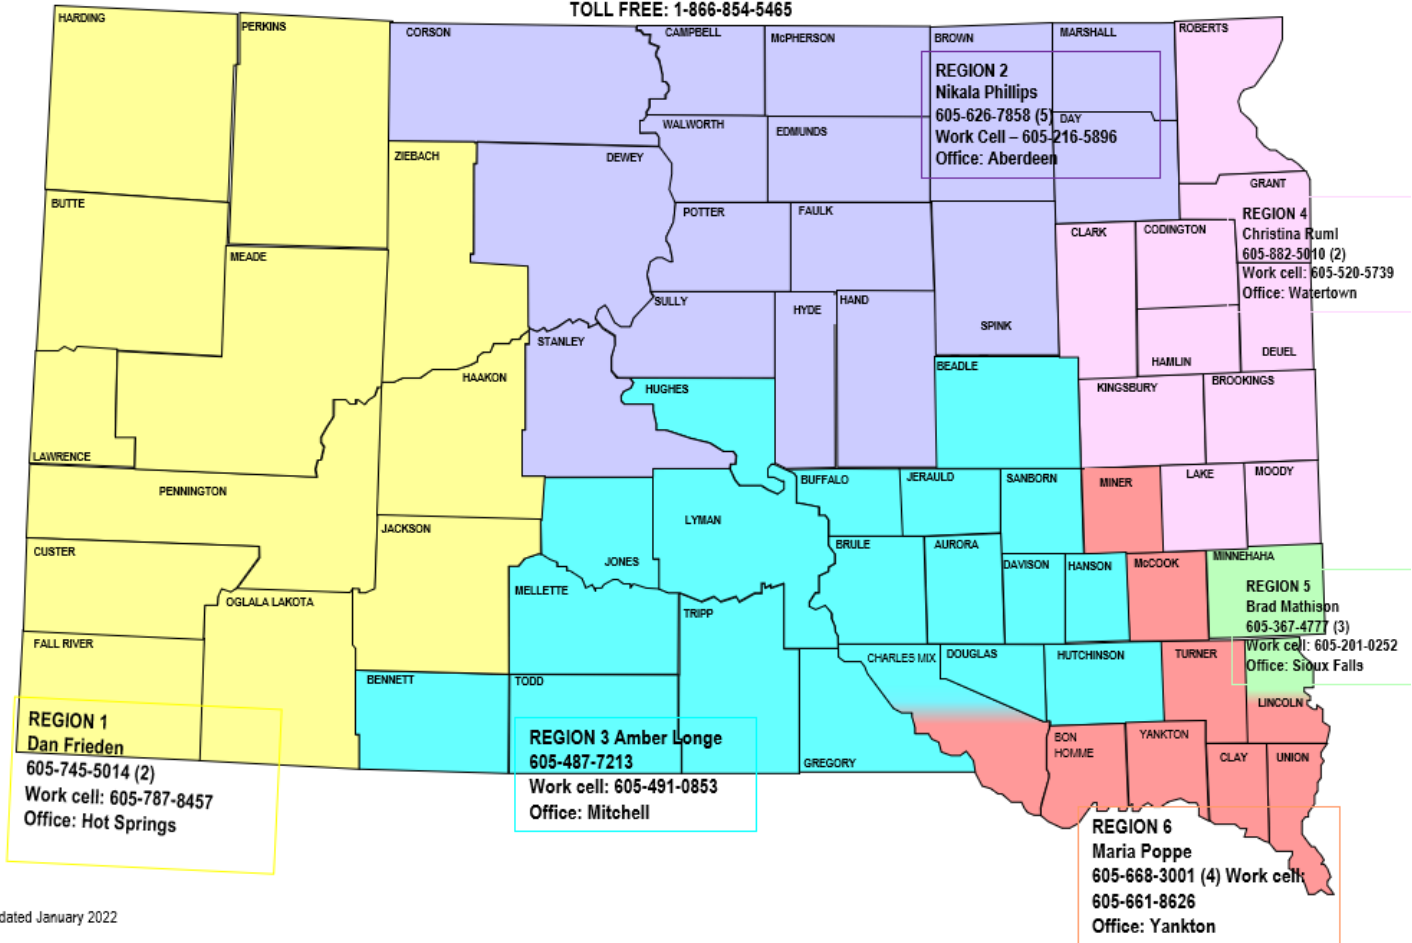 TOLL FREE: 1-866-854-5465
HARDING
PERKINS
CORSON
CAMPBELL
McPHERSON
BROWN
MARSHALL
ROBERTS
REGION 2
Nikala Phillips
605-626-7858 (5)
Work Cell – 605-216-5896
Office: Aberdeen
DAY
WALWORTH
EDMUNDS
ZIEBACH
DEWEY
GRANT
BUTTE
POTTER
FAULK
REGION 4
Christina Ruml
605-882-5010 (2)
Work cell: 605-520-5739
Office: Watertown
CLARK
CODINGTON
MEADE
SULLY
HYDE
HAND
SPINK
STANLEY
HAMLIN
DEUEL
HAAKON
HUGHES
BEADLE
KINGSBURY
BROOKINGS
LAWRENCE
PENNINGTON
BUFFALO
JERAULD
SANBORN
MINER
LAKE
MOODY
JACKSON
LYMAN
CUSTER
JONES
BRULE
AURORA
DAVISON
HANSON
McCOOK
MINNEHAHA
REGION 5
Brad Mathison
605-367-4777 (3)
Work cell: 605-201-0252
Office: Sioux Falls
OGLALA LAKOTA
MELLETTE
TRIPP
FALL RIVER
CHARLES MIX
DOUGLAS
HUTCHINSON
TURNER
BENNETT
TODD
LINCOLN
REGION 1
Dan Frieden
605-745-5014 (2)
Work cell: 605-787-8457
Office: Hot Springs
REGION 3 Amber Longe
605-487-7213
Work cell: 605-491-0853
Office: Mitchell
GREGORY
BON
HOMME
YANKTON
CLAY
UNION
REGION 6
Maria Poppe
605-668-3001 (4) Work cell:
605-661-8626
Office: Yankton
dated January 2022